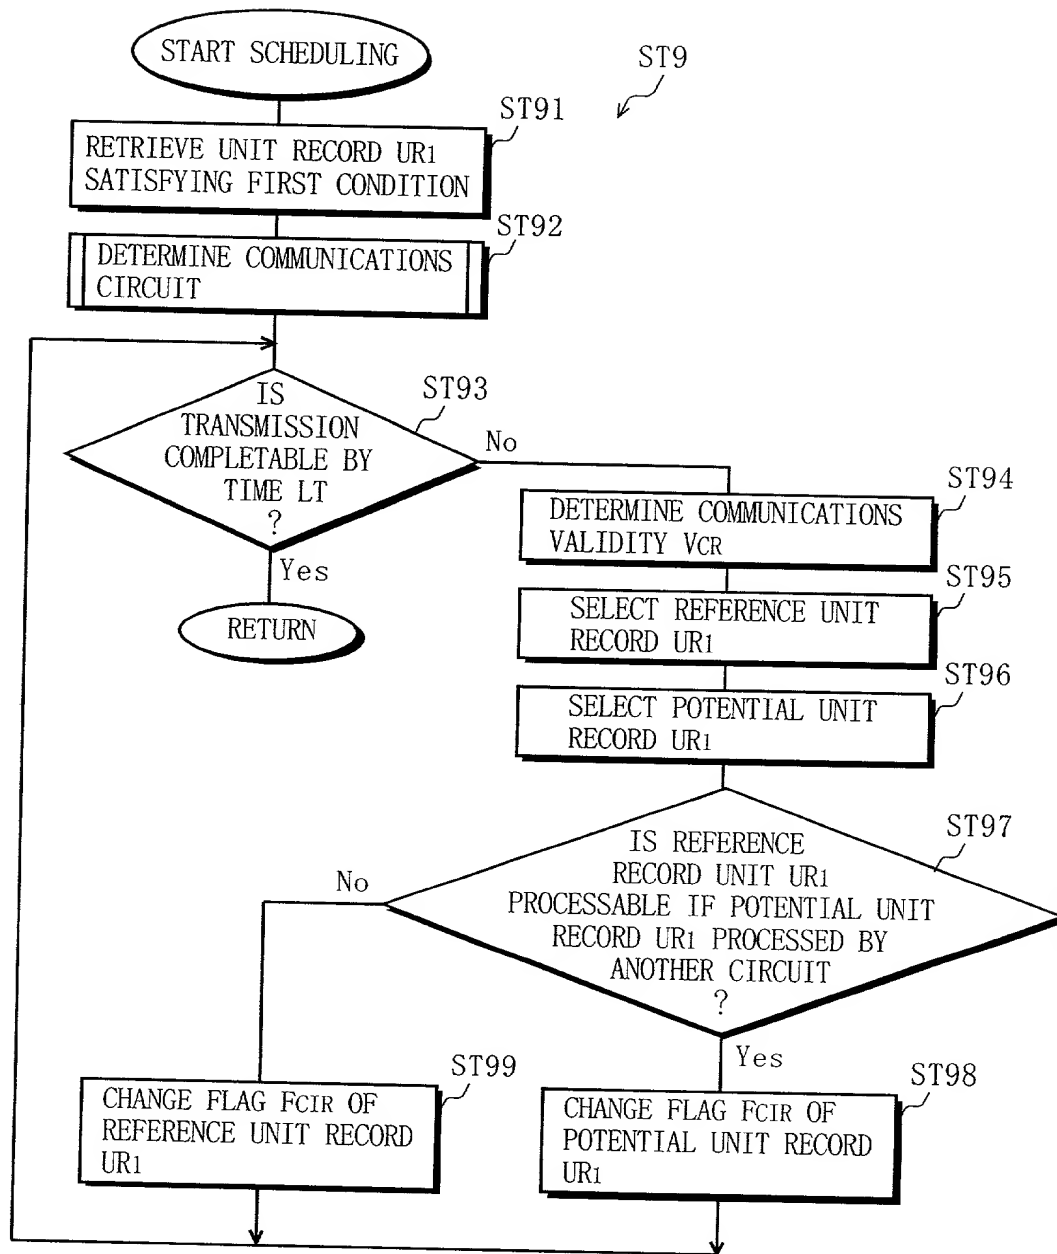 START SCHEDULING
ST9
ST91
RETRIEVE UNIT RECORD UR1
SATISFYING FIRST CONDITION
ST92
DETERMINE COMMUNICATIONS
CIRCUIT
ST93
IS
TRANSMISSION
COMPLETABLE BY
TIME LT
?
No
Yes
RETURN
ST94
DETERMINE COMMUNICATIONS
VALIDITY VCR
ST95
SELECT REFERENCE UNIT
RECORD UR1
ST96
SELECT POTENTIAL UNIT
RECORD UR1
ST97
IS REFERENCE
RECORD UNIT UR1
PROCESSABLE IF POTENTIAL UNIT
RECORD UR1 PROCESSED BY
ANOTHER CIRCUIT
?
No
Yes
ST99
CHANGE FLAG FCIR OF
REFERENCE UNIT RECORD
UR1
ST98
CHANGE FLAG FCIR OF
POTENTIAL UNIT RECORD
UR1